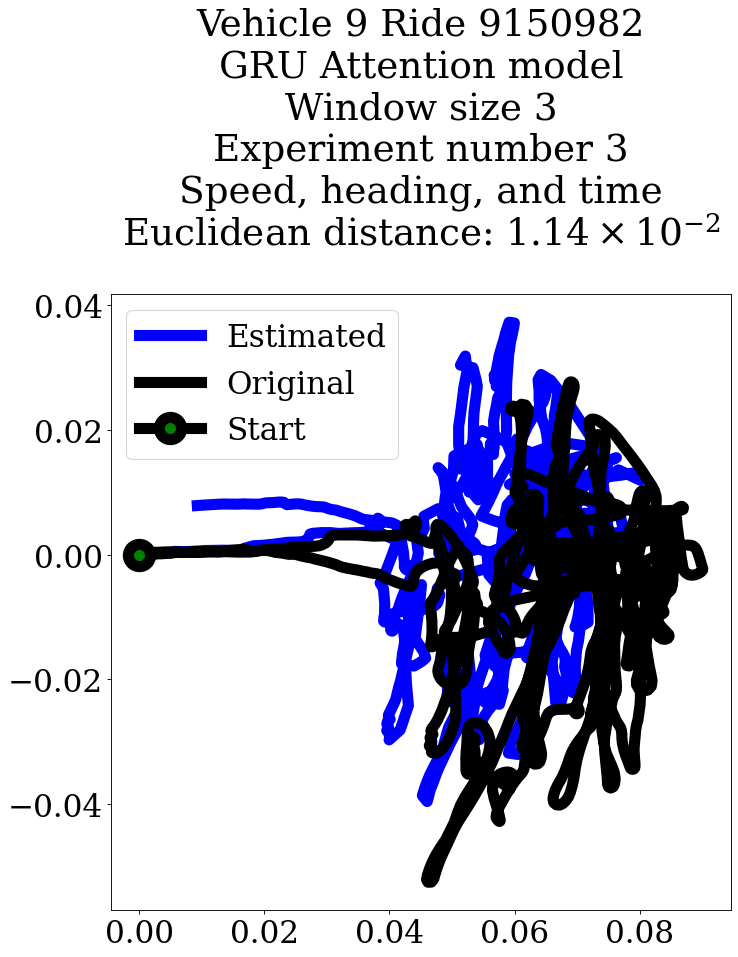 Vehicle 9 Ride 9150982
GRU Attention model
Window size 3
Experiment number 3
Speed, heading, and time
Euclidean distance: 1.14 × 10⁻²
0.04
0.02
0.00
−0.02
−0.04
Estimated
Original
Start
0.00 0.02 0.04 0.06 0.08